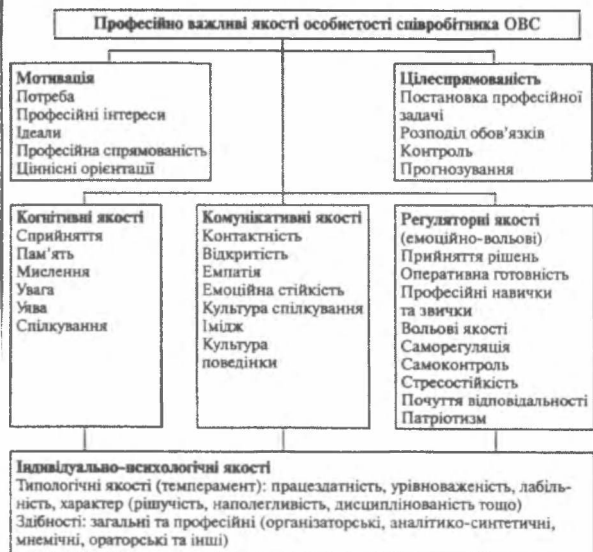 Професійно важливі якості особистості співробітника ОВС
Мотивація
Потреба
Професійні інтереси
Ідеали
Професійна спрямованість
Ціннісні орієнтації
Цілеспрямованість
Постановка професійної
задачі
Розподіл обов’язків
Контроль
Прогнозування
Когнітивні якості
Сприйняття
Пам’ять
Мислення
Увага
Уява
Спілкування
Комунікативні якості
Контактність
Відкритість
Емпатія
Емоційна стійкість
Культура спілкування
Імідж
Культура
поведінки
Регуляторні якості
(емоційно-вольові)
Прийняття рішень
Оперативна готовність
Професійні навички
та звички
Вольові якості
Саморегуляція
Самоконтроль
Стресостійкість
Почуття відповідальності
Патріотизм
Індивідуально-психологічні якості
Типологічні якості (темперамент): працездатність, урівноваженість, лабіль-
ність, характер (рішучість, наполегливість, дисциплінованість тощо)
Здібності: загальні та професійні (організаторські, аналітико-синтетичні,
мнемічні, ораторські та інші)